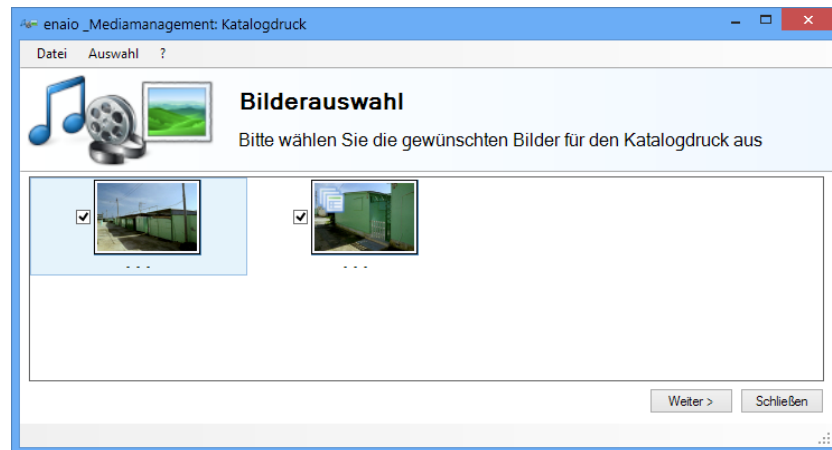 enaio _Mediamanagement: Katalogdruck
Datei Auswahl ?
Bilderauswahl
Bitte wählen Sie die gewünschten Bilder für den Katalogdruck aus
- - - - - -
Weiter > Schließen